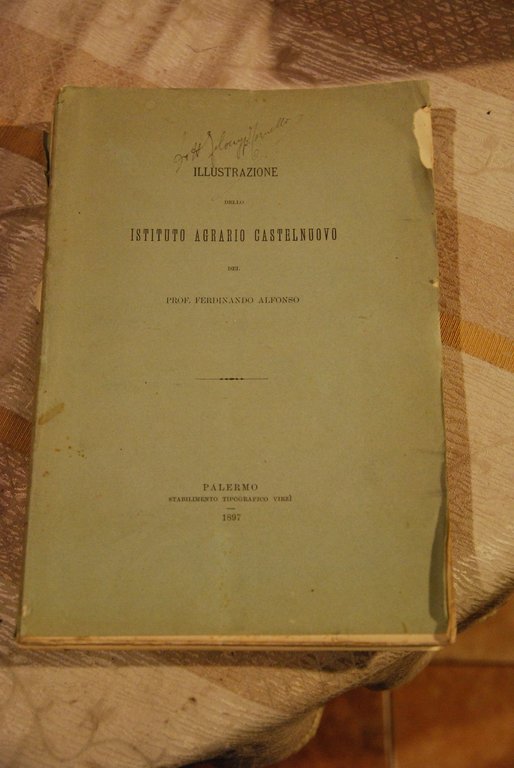 ILLUSTRAZIONE
DELLO
ISTITUTO AGRARIO CASTELNUOVO
DEL
PROF. FERDINANDO ALFONSO
PALERMO
STABILIMENTO TIPOGRAFICO VIRZÌ
1897